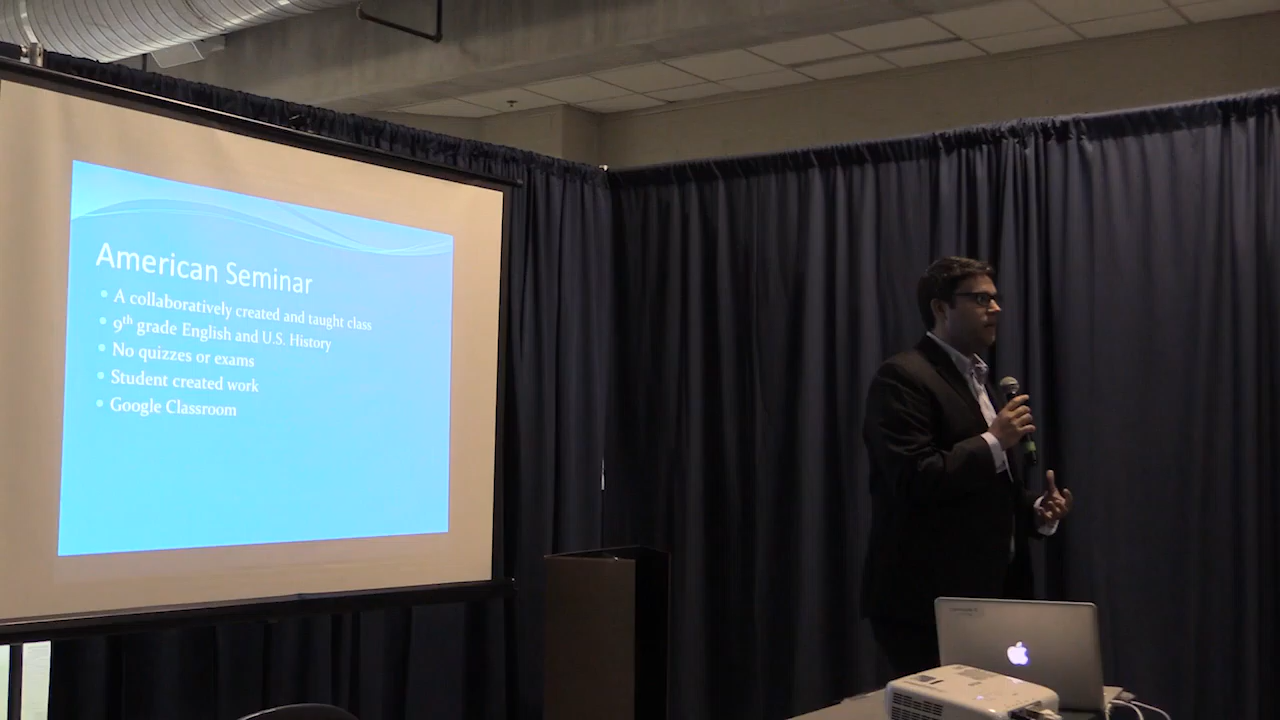 American Seminar
A collaboratively created and taught class
9th grade English and U.S. History
No quizzes or exams
Student created work
Google Classroom